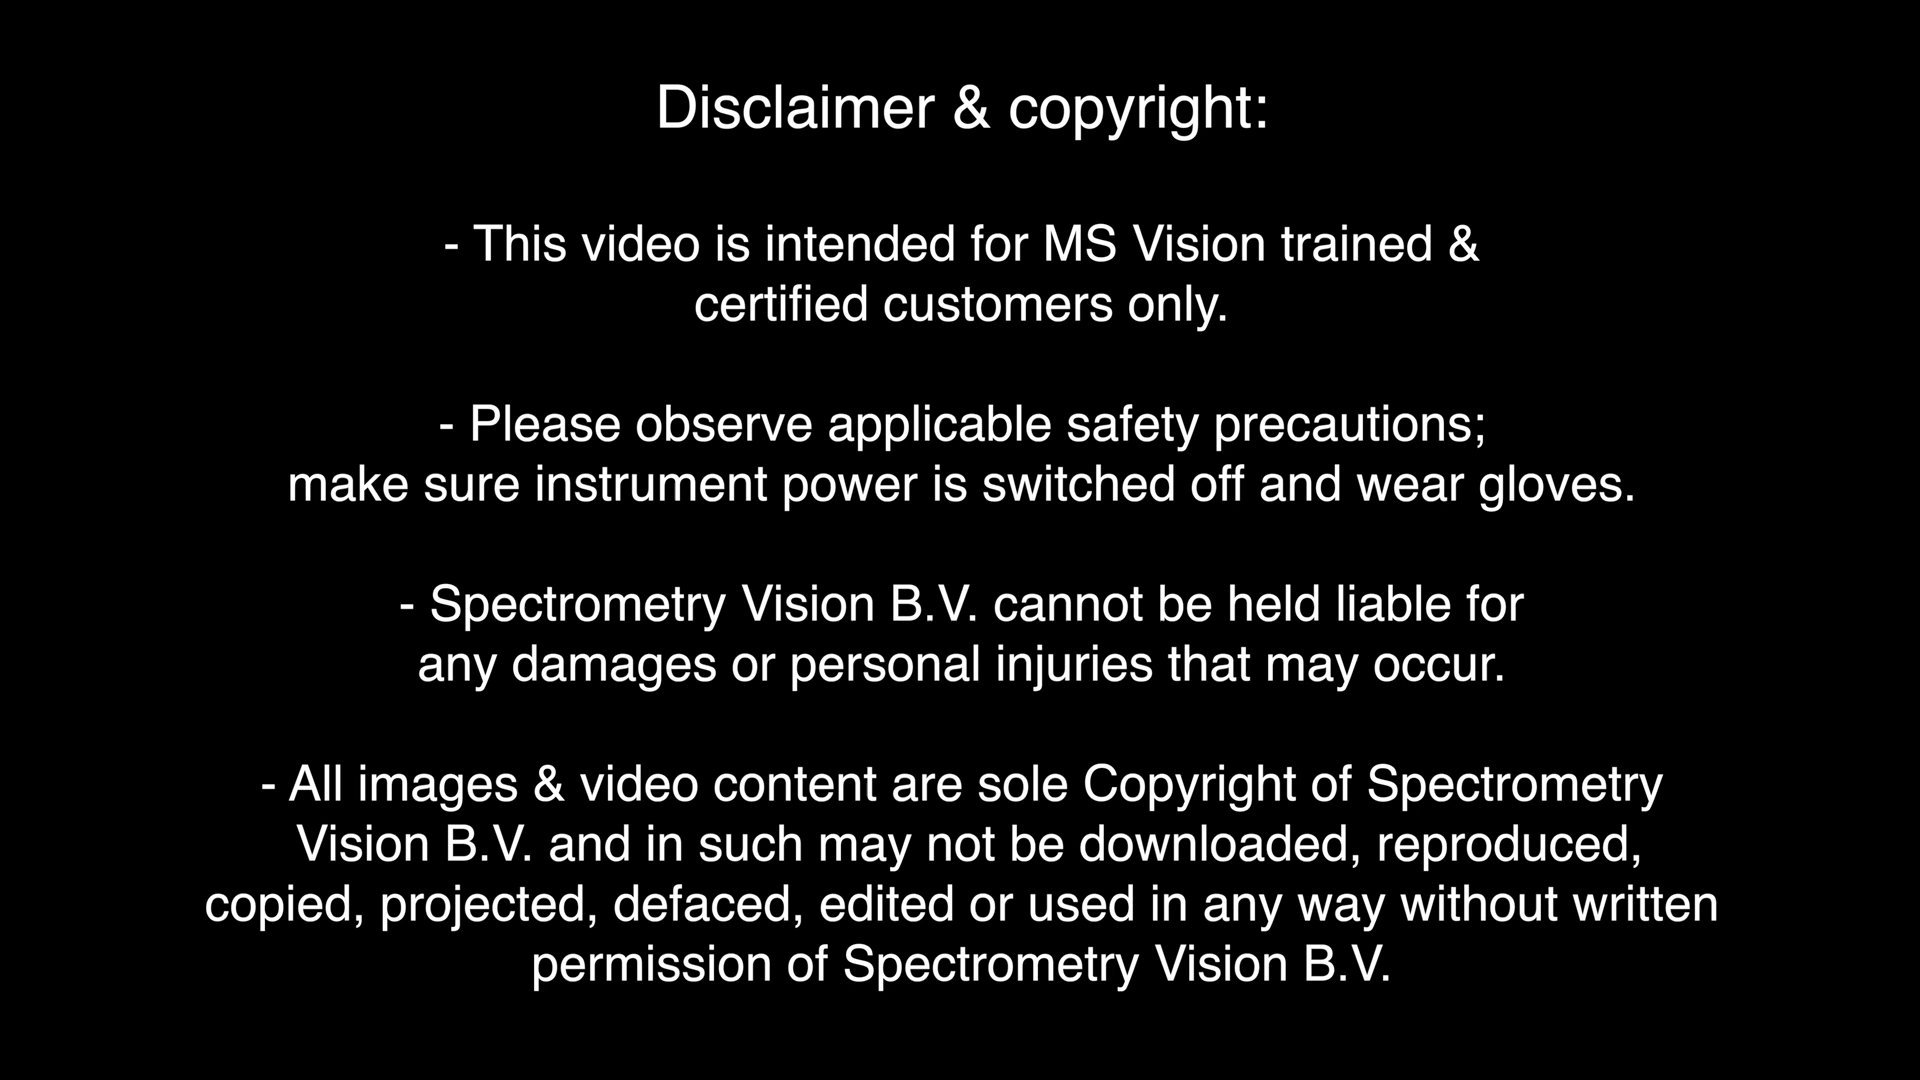 Disclaimer & copyright:
- This video is intended for MS Vision trained &
certified customers only.
- Please observe applicable safety precautions;
make sure instrument power is switched off and wear gloves.
- Spectrometry Vision B.V. cannot be held liable for
any damages or personal injuries that may occur.
- All images & video content are sole Copyright of Spectrometry
Vision B.V. and in such may not be downloaded, reproduced,
copied, projected, defaced, edited or used in any way without written
permission of Spectrometry Vision B.V.